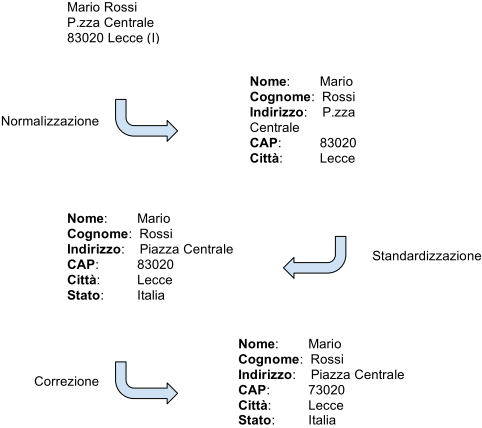 Mario Rossi
P.zza Centrale
83020 Lecce (I)
Normalizzazione
Nome: Mario
Cognome: Rossi
Indirizzo: P.zza
Centrale
CAP: 83020
Città: Lecce
Nome: Mario
Cognome: Rossi
Indirizzo: Piazza Centrale
CAP: 83020
Città: Lecce
Stato: Italia
Standardizzazione
Correzione
Nome: Mario
Cognome: Rossi
Indirizzo: Piazza Centrale
CAP: 73020
Città: Lecce
Stato: Italia